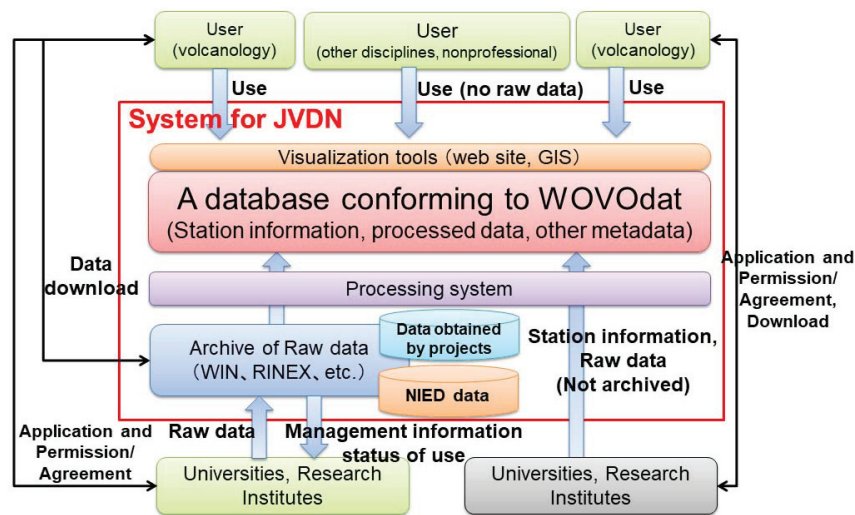 User
(volcanology)
User
(other disciplines, nonprofessional)
User
(volcanology)
Use
Use (no raw data)
Use
System for JVDN
Visualization tools (web site, GIS)
A database conforming to WOVOdat
(Station information, processed data, other metadata)
Data
download
Application and
Permission/
Agreement,
Download
Processing system
Archive of Raw data
(WIN、RINEX、etc.)
Data obtained
by projects
NIED data
Station information,
Raw data
(Not archived)
Application and
Permission/
Agreement
Raw data
Management information
status of use
Universities, Research
Institutes
Universities, Research
Institutes